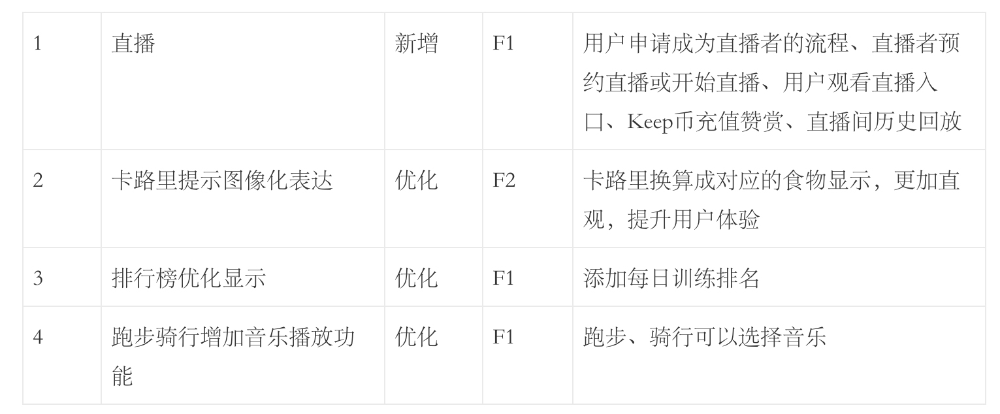 1 直播 新增 F1 用户申请成为直播者的流程、直播者预
约直播或开始直播、用户观看直播入
口、Keep币充值赞赏、直播间历史回放
2 卡路里提示图像化表达 优化 F2 卡路里换算成对应的食物显示，更加直
观，提升用户体验
3 排行榜优化显示 优化 F1 添加每日训练排名
4 跑步骑行增加音乐播放功 优化 F1 跑步、骑行可以选择音乐
能